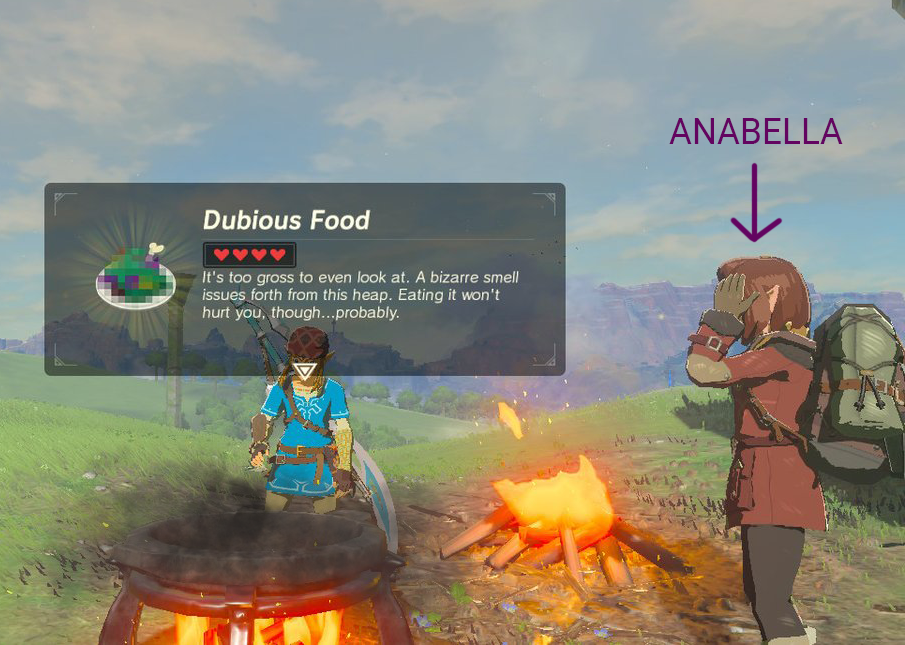 ANABELLA
Dubious Food
It's too gross to even look at. A bizarre smell
issues forth from this heap. Eating it won't
hurt you, though...probably.